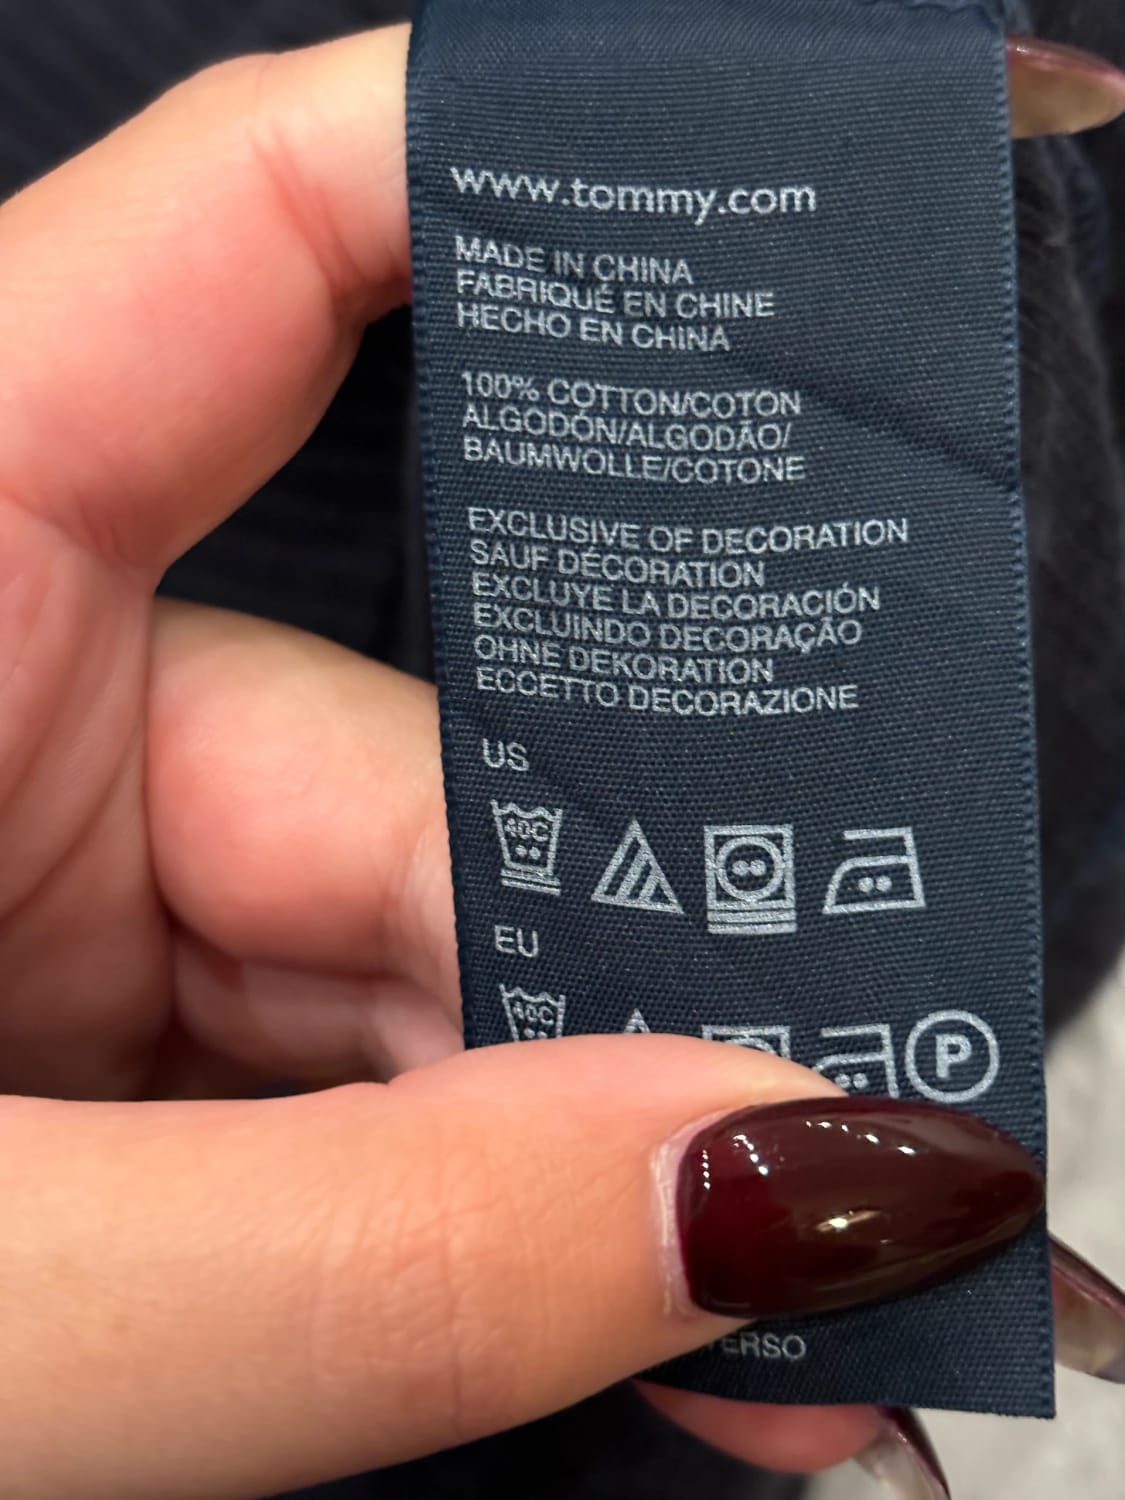 www.tommy.com
MADE IN CHINA
FABRIQUÉ EN CHINE
HECHO EN CHINA
100% COTTON/COTON
ALGODÓN/ALGODÃO/
BAUMWOLLE/COTONE
EXCLUSIVE OF DECORATION
SAUF DÉCORATION
EXCLUYE LA DECORACIÓN
EXCLUINDO DECORAÇÃO
OHNE DEKORATION
ECCETTO DECORAZIONE
US
40C
EU
40C P